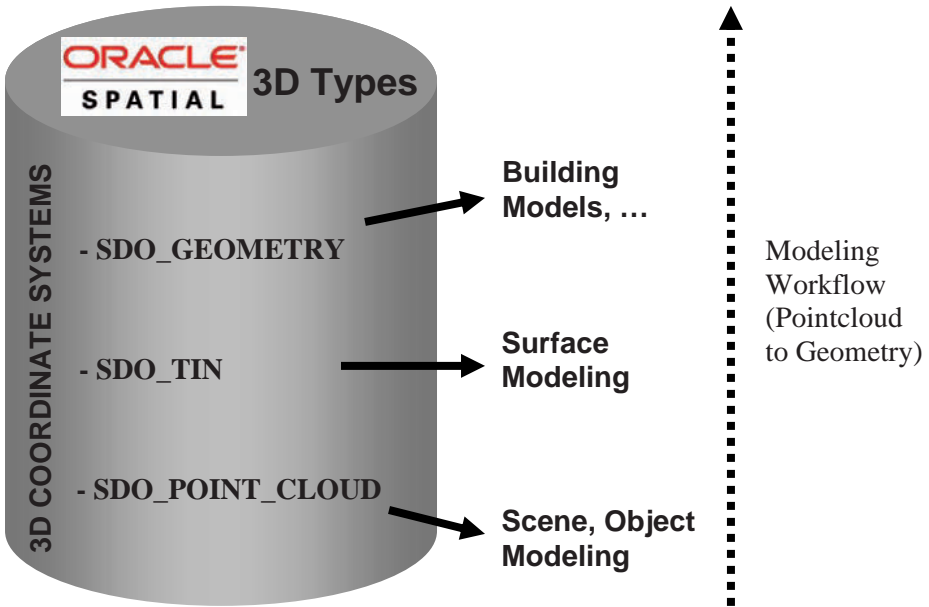 ORACLE
SPATIAL
3D Types
3D COORDINATE SYSTEMS
- SDO_GEOMETRY
- SDO_TIN
- SDO_POINT_CLOUD
Building
Models, …
Surface
Modeling
Scene, Object
Modeling
Modeling
Workflow
(Pointcloud
to Geometry)